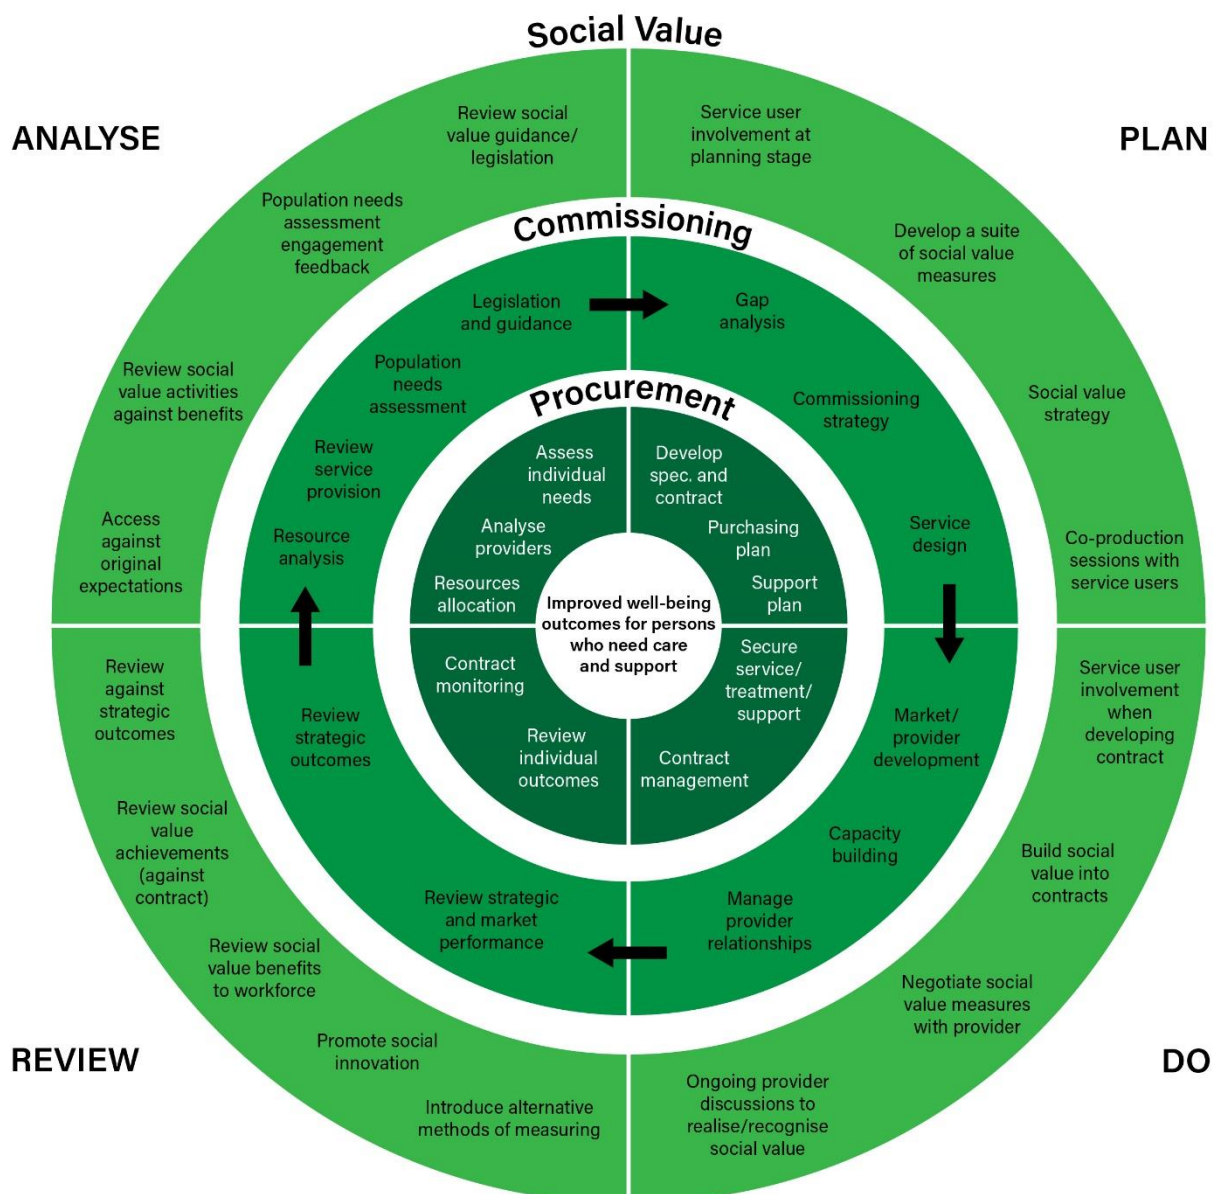 Social Value
ANALYSE
PLAN
Review social
value guidance/
legislation
Population needs
assessment
engagement
feedback
Review social
value activities
against benefits
Access
against
original
expectations
Service user
involvement at
planning stage
Develop a suite
of social value
measures
Social value
strategy
Co-production
sessions with
service users
Service user
involvement
when
developing
contract
Build social
value into
contracts
Negotiate social
value measures
with provider
Ongoing provider
discussions to
realise/recognise
social value
Review
against
strategic
outcomes
Review social
value
achievements
(against
contract)
Review social
value benefits
to workforce
Promote social
innovation
Introduce alternative
methods of measuring
Commissioning
Legislation
and guidance
Population
needs
assessment
Review
service
provision
Resource
analysis
Gap
analysis
Commissioning
strategy
Service
design
Market/
provider
development
Capacity
building
Manage
provider
relationships
Review strategic
and market
performance
Review
strategic
outcomes
Procurement
Assess
individual
needs
Analyse
providers
Resources
allocation
Develop
spec. and
contract
Purchasing
plan
Support
plan
Secure
service/
treatment/
support
Contract
management
Contract
monitoring
Review
individual
outcomes
Improved well-being
outcomes for persons
who need care
and support
REVIEW
DO